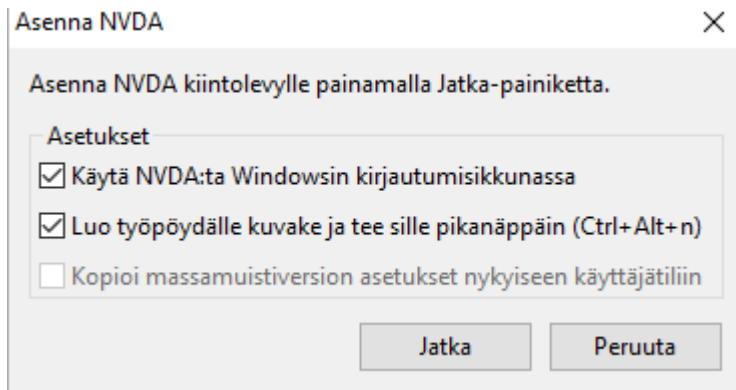 Asenna NVDA
Asenna NVDA kiintolevylle painamalla Jatka-painiketta.
Asetukset
Käytä NVDA:ta Windowsin kirjautumisikkunassa
Luo työpöydälle kuvake ja tee sille pikanäppäin (Ctrl+Alt+n)
Kopioi massamuistiversion asetukset nykyiseen käyttäjätiliin
Jatka Peruuta